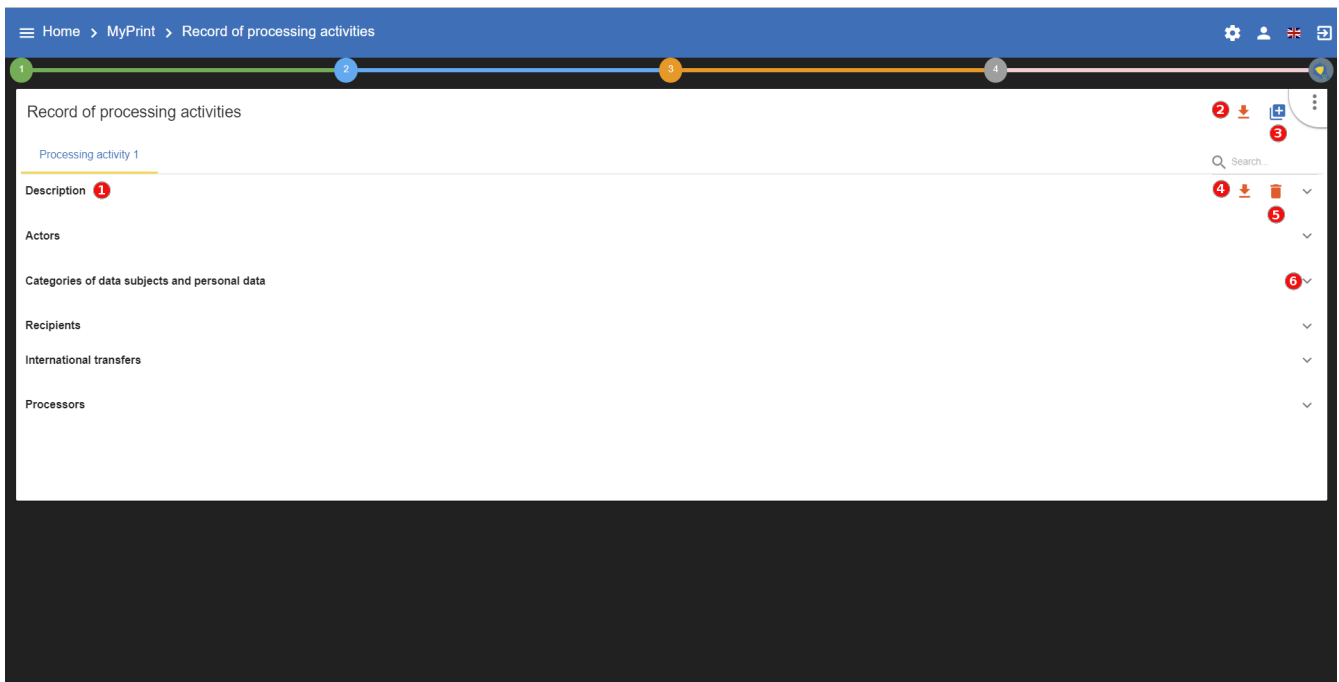 Home > MyPrint > Record of processing activities
1 2 3 4
Record of processing activities
2
3
Processing activity 1
Search...
Description 1
4
5
Actors
Categories of data subjects and personal data
6
Recipients
International transfers
Processors